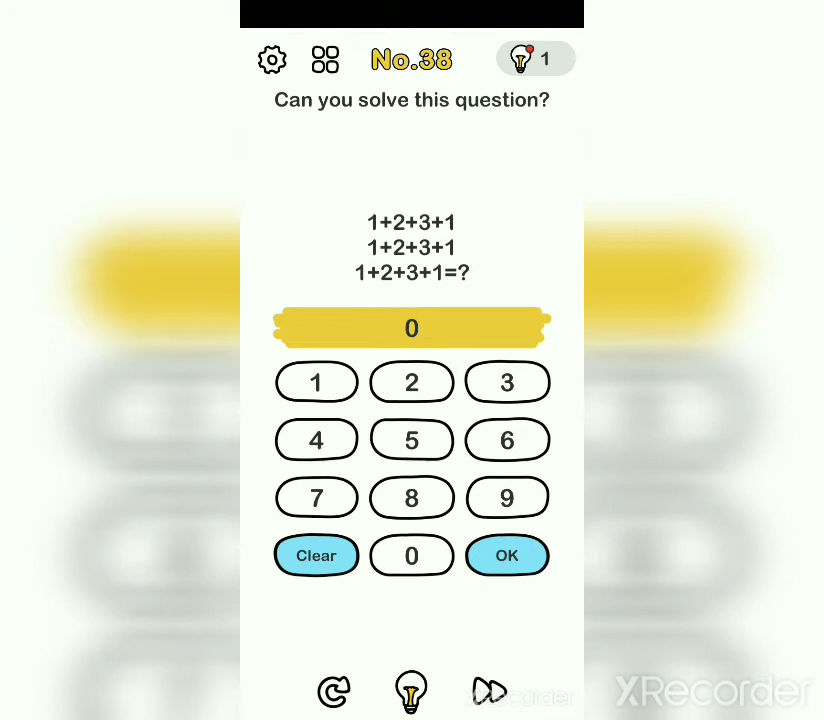 No.38
1
Can you solve this question?
1+2+3+1
1+2+3+1
1+2+3+1=?
0
1 2 3
4 5 6
7 8 9
Clear 0 OK
XRecorder
XRecorder